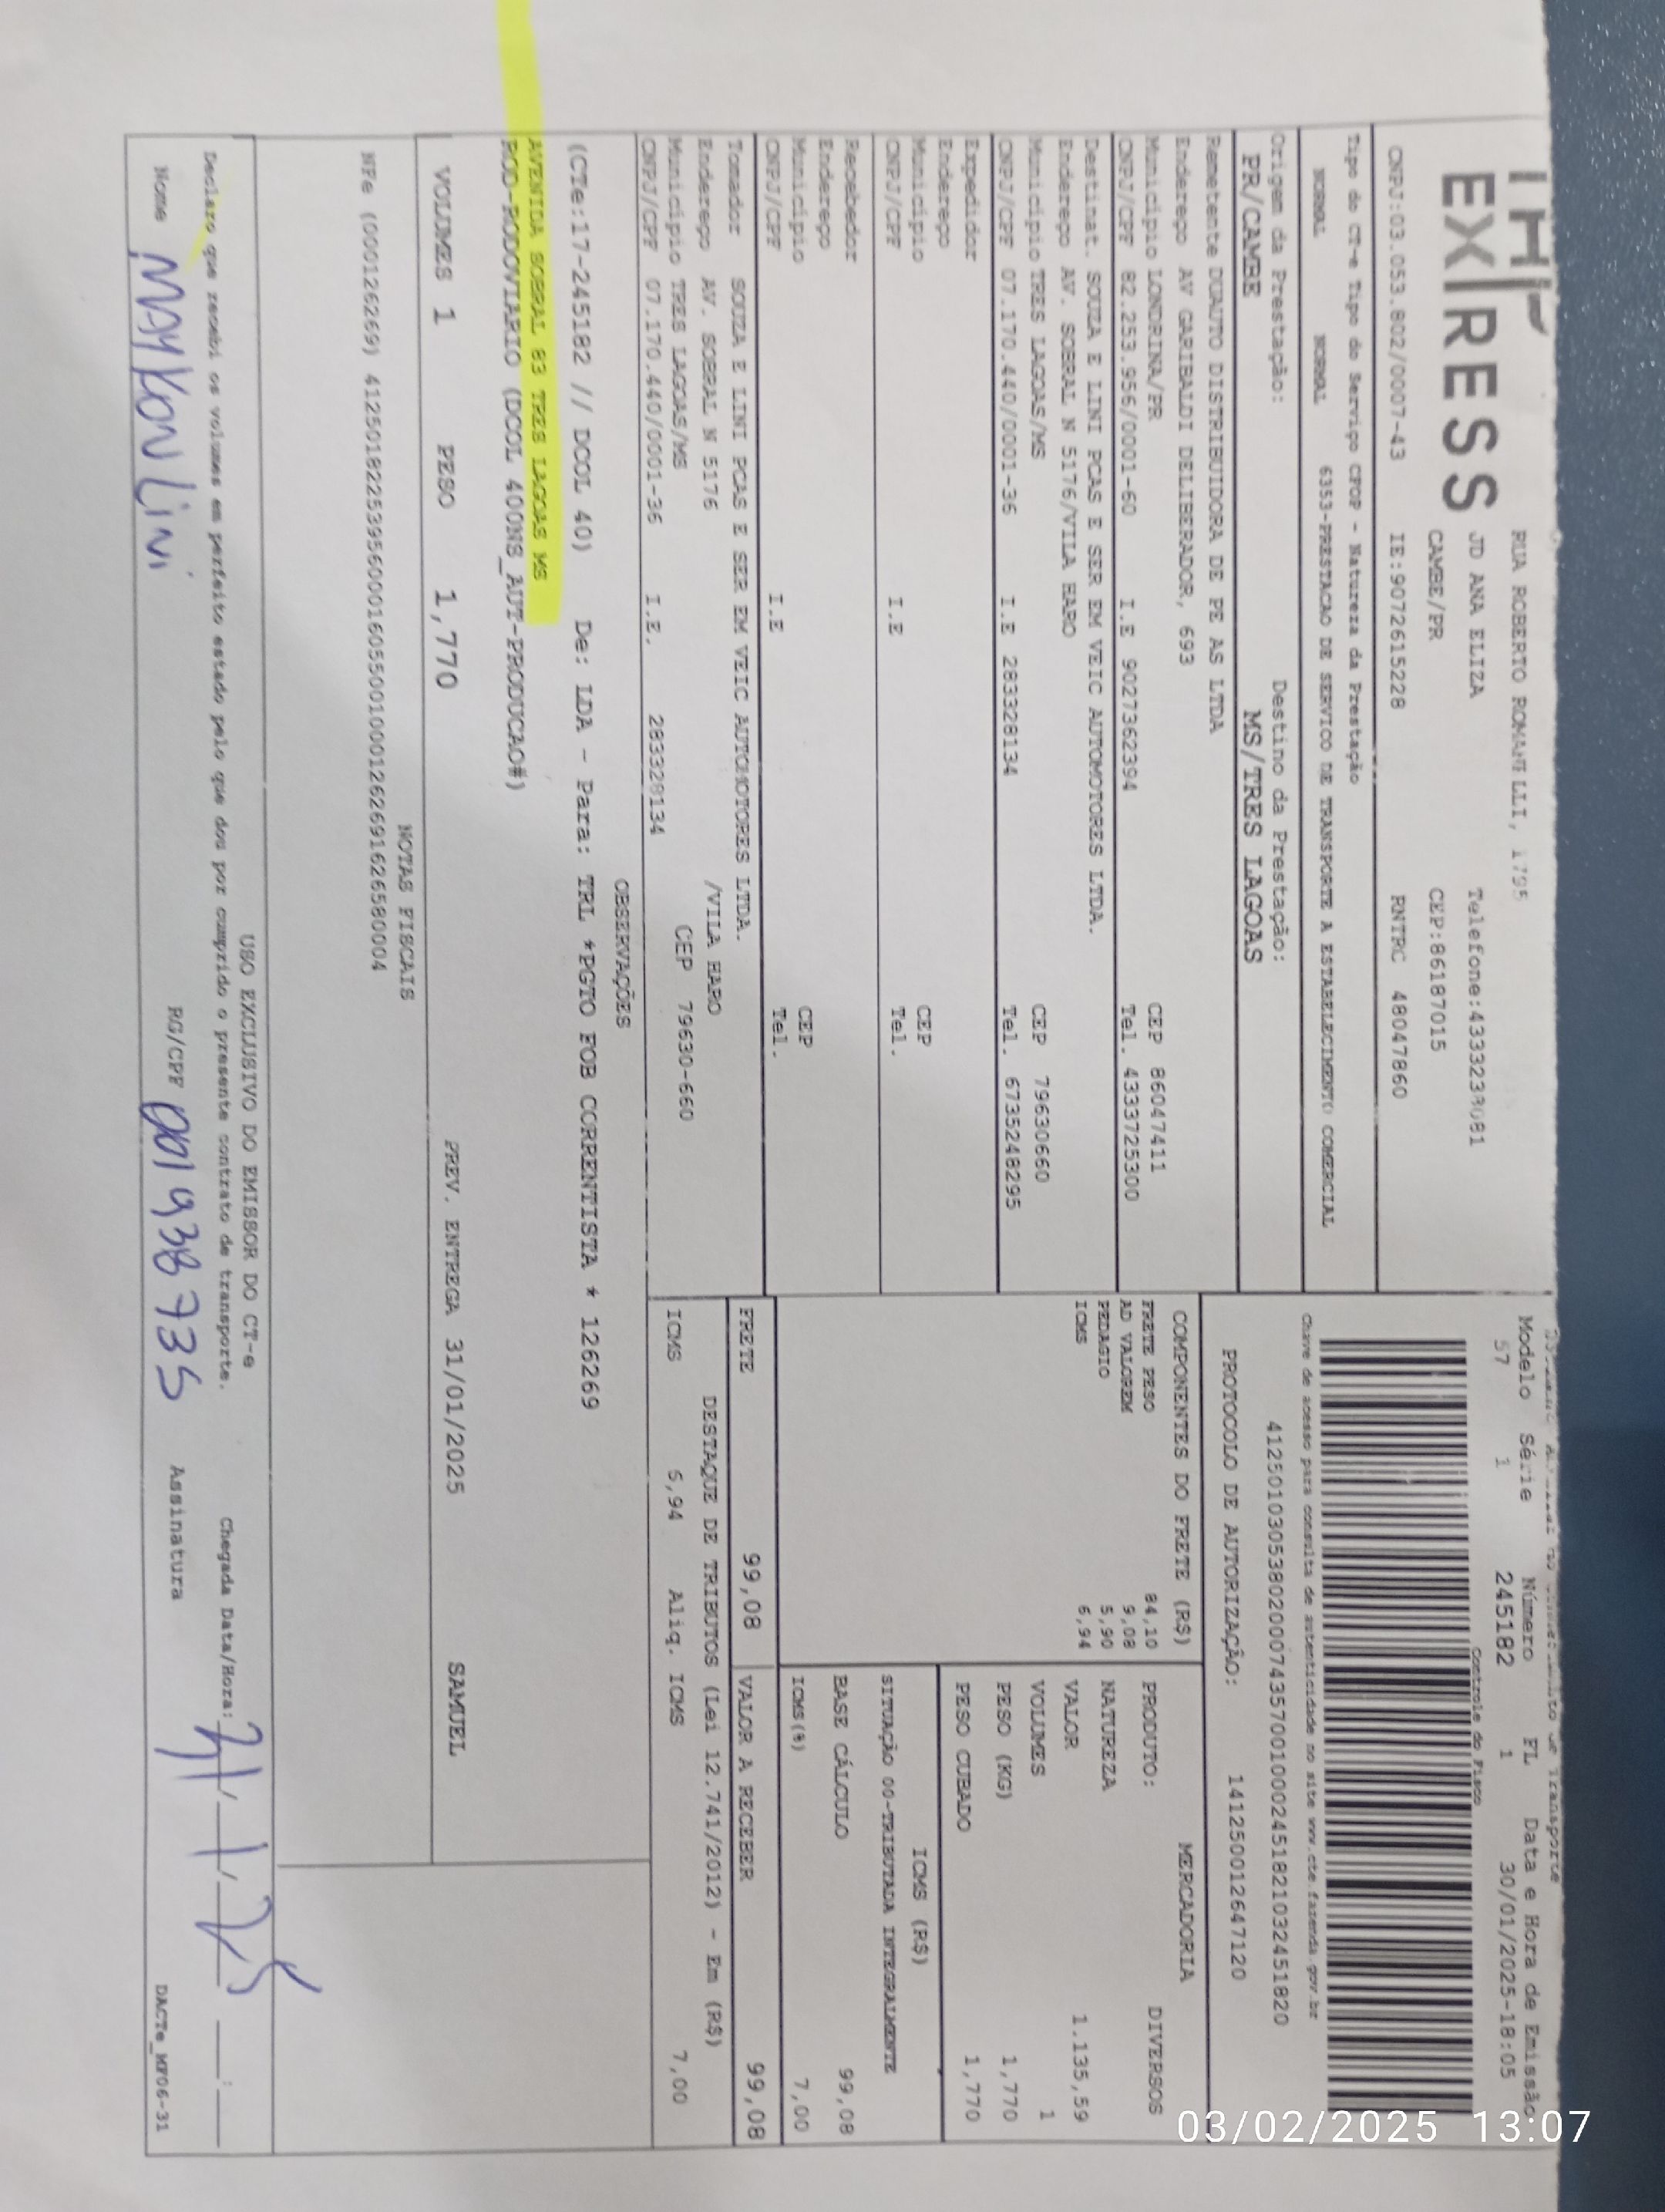 EXPRESS
RUA ROBERTO ROMANELLI, 1795
JD ANA ELIZA Telefone:4333238081
CAMBE/PR CEP:86187015
CNPJ:03.053.802/0007-43 IE:9072615228 RNTRC 48047860
Tipo do CT-e Tipo do Serviço CFOP - Natureza da Prestação
NORMAL NORMAL 6353-PRESTACAO DE SERVICO DE TRANSPORTE A ESTABELECIMENTO COMERCIAL
Origem da Prestação: Destino da Prestação:
PR/CAMBE MS/TRES LAGOAS
Remetente DUAUTO DISTRIBUIDORA DE PE AS LTDA
Endereço AV GARIBALDI DELIBERADOR, 693
Município LONDRINA/PR CEP 86047411
CNPJ/CPF 82.253.956/0001-60 I.E 9027362394 Tel. 4333725300
Destinat. SOUZA E LINI PCAS E SER EM VEIC AUTOMOTORES LTDA.
Endereço AV. SOBRAL N 5176/VILA HARO
Município TRES LAGOAS/MS CEP 79630660
CNPJ/CPF 07.170.440/0001-36 I.E 283328134 Tel. 6735248295
Expedidor
Endereço
Município CEP
CNPJ/CPF I.E Tel.
Recebedor
Endereço
Município CEP
CNPJ/CPF I.E Tel.
Tomador SOUZA E LINI PCAS E SER EM VEIC AUTOMOTORES LTDA.
Endereço AV. SOBRAL N 5176 /VILA HARO
Município TRES LAGOAS/MS CEP 79630-660
CNPJ/CPF 07.170.440/0001-36 I.E. 283328134
Modelo Série Número FL Data e Hora de Emissão
57 1 245182 1 30/01/2025-18:05
Controle do Fisco
Chave de acesso para consulta de autenticidade no site www.cte.fazenda.gov.br
41250103053802000743570010002451821032451820
PROTOCOLO DE AUTORIZAÇÃO: 141250012647120
COMPONENTES DO FRETE (R$)
FRETE PESO 84,10
AD VALOREM 9,08
PEDAGIO 5,90
ICMS 6,94
MERCADORIA
PRODUTO: DIVERSOS
NATUREZA
VALOR 1.135,59
VOLUMES 1
PESO (KG) 1,770
PESO CUBADO 1,770
ICMS (R$)
SITUAÇÃO 00-TRIBUTADA INTEGRALMENTE
BASE CÁLCULO 99,08
ICMS(%) 7,00
FRETE 99,08 VALOR A RECEBER 99,08
DESTAQUE DE TRIBUTOS (Lei 12.741/2012) - Em (R$)
ICMS 6,94 Aliq. ICMS 7,00
OBSERVAÇÕES
(CTe:17-245182 // DCOL 40) De: LDA - Para: TRL *PGTO FOB CORRENTISTA * 126269
AVENIDA SOBRAL 83 TRES LAGOAS MS
ROD-RODOVIARIO (DCOL 400NS_AUT-PRODUCAO#)
VOLUMES 1 PESO 1,770 PREV. ENTREGA 31/01/2025 SAMUEL
NOTAS FISCAIS
NFe (000126269) 41250182253956000160550010001262691626580004
USO EXCLUSIVO DO EMISSOR DO CT-e
Declaro que recebi os volumes em perfeito estado pelo que dou por cumprido o presente contrato de transporte. Chegada Data/Hora: 31/1/25 __:__
Nome MAYKON LINI RG/CPF 001938735 Assinatura DACTe_MF06-31
03/02/2025 13:07